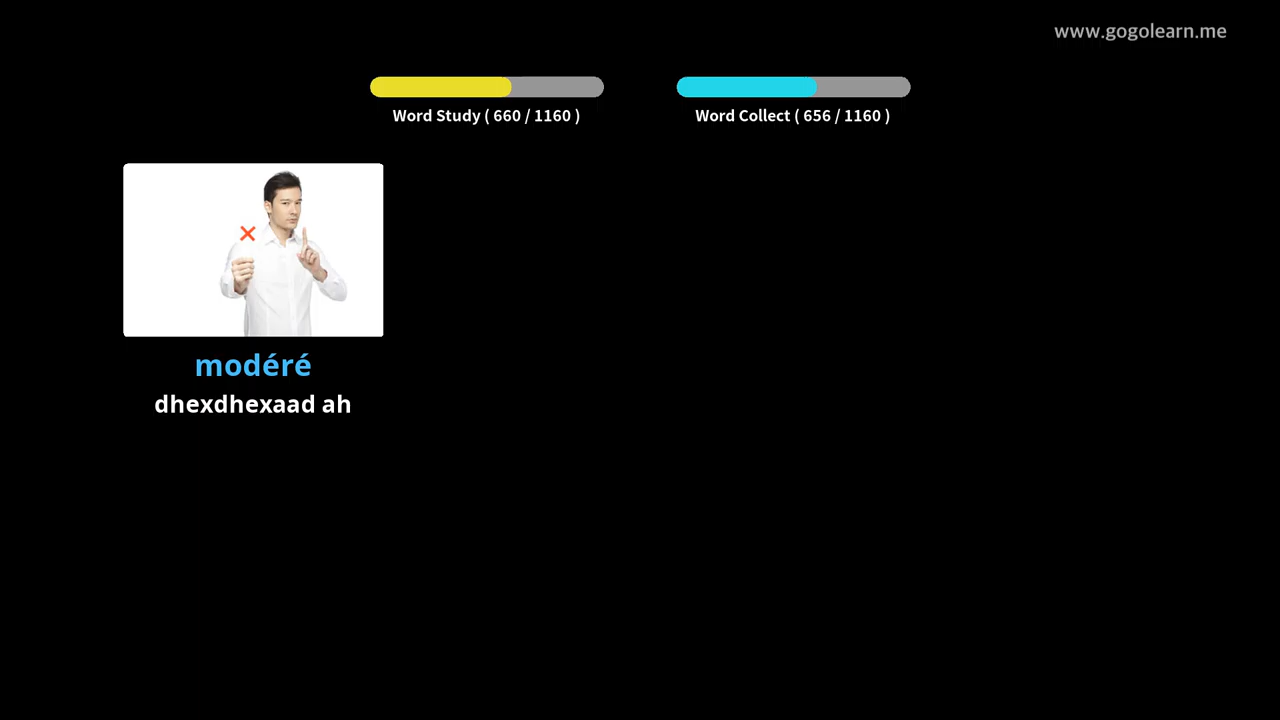 www.gogolearn.me
Word Study ( 660 / 1160 )
Word Collect ( 656 / 1160 )
modéré
dhexdhexaad ah